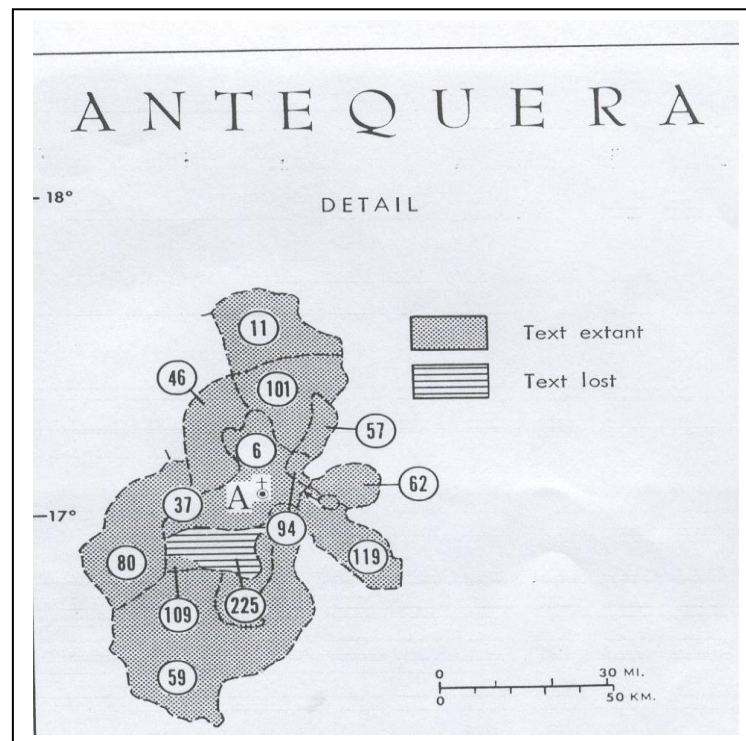 ANTEQUERA
18°
DETAIL
11
Text extant
46
101
Text lost
57
6
62
37
A
17°
94
80
119
109
225
59
0 30 MI.
0 50 KM.